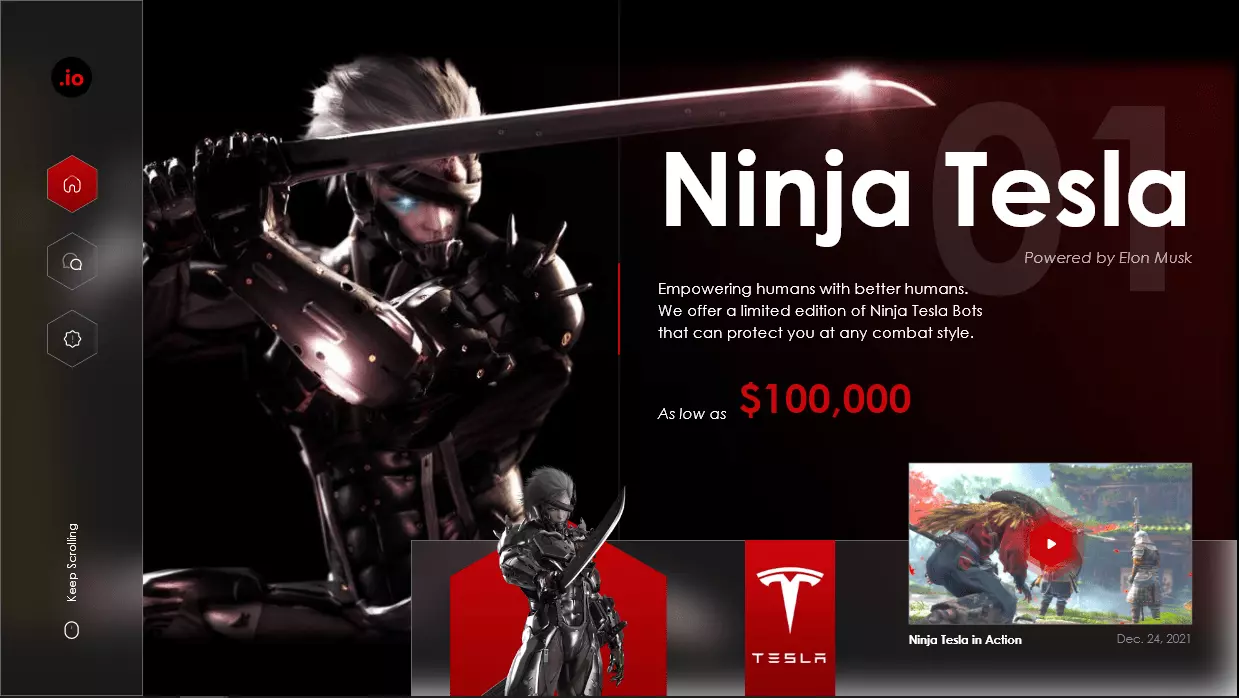 .io
01
Ninja Tesla
Powered by Elon Musk
Empowering humans with better humans.
We offer a limited edition of Ninja Tesla Bots
that can protect you at any combat style.
As low as $100,000
Keep Scrolling
TESLA
Ninja Tesla in Action
Dec. 24, 2021